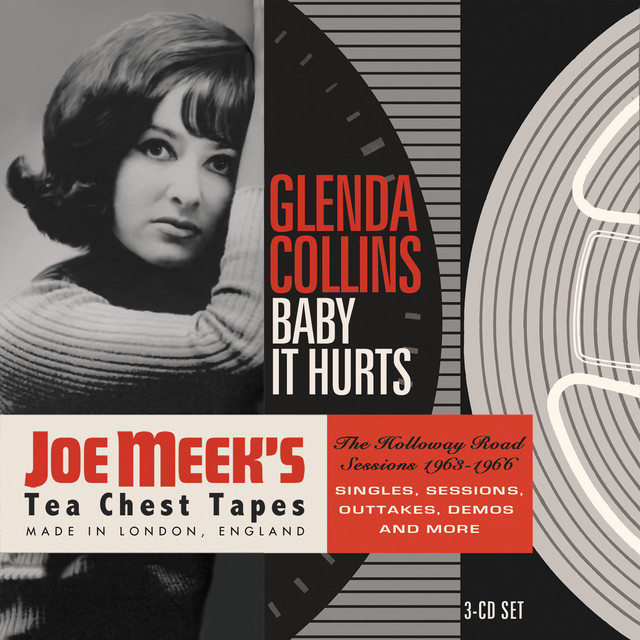 GLENDA
COLLINS
BABY
IT HURTS
JOE MEEK'S
Tea Chest Tapes
MADE IN LONDON, ENGLAND
The Holloway Road
Sessions 1963-1966
SINGLES, SESSIONS,
OUTTAKES, DEMOS
AND MORE
3-CD SET